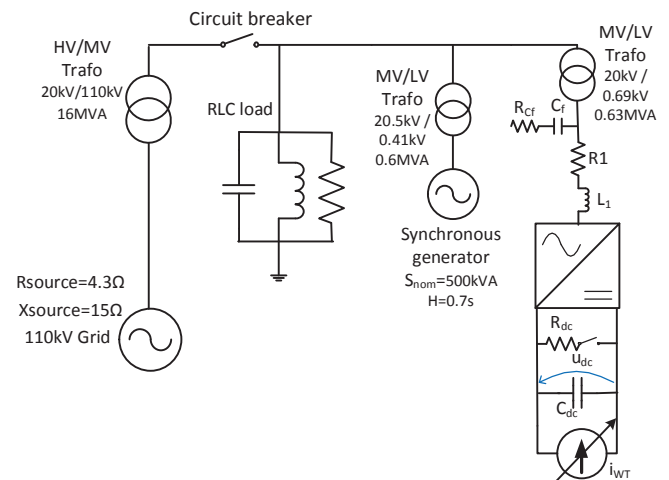 Circuit breaker
HV/MV
Trafo
20kV/110kV
16MVA
RLC load
MV/LV
Trafo
20.5kV /
0.41kV
0.6MVA
MV/LV
Trafo
20kV /
0.69kV
0.63MVA
RCf
Cf
R1
L1
Synchronous
generator
Snom=500kVA
H=0.7s
Rsource=4.3Ω
Xsource=15Ω
110kV Grid
Rdc
udc
Cdc
iWT